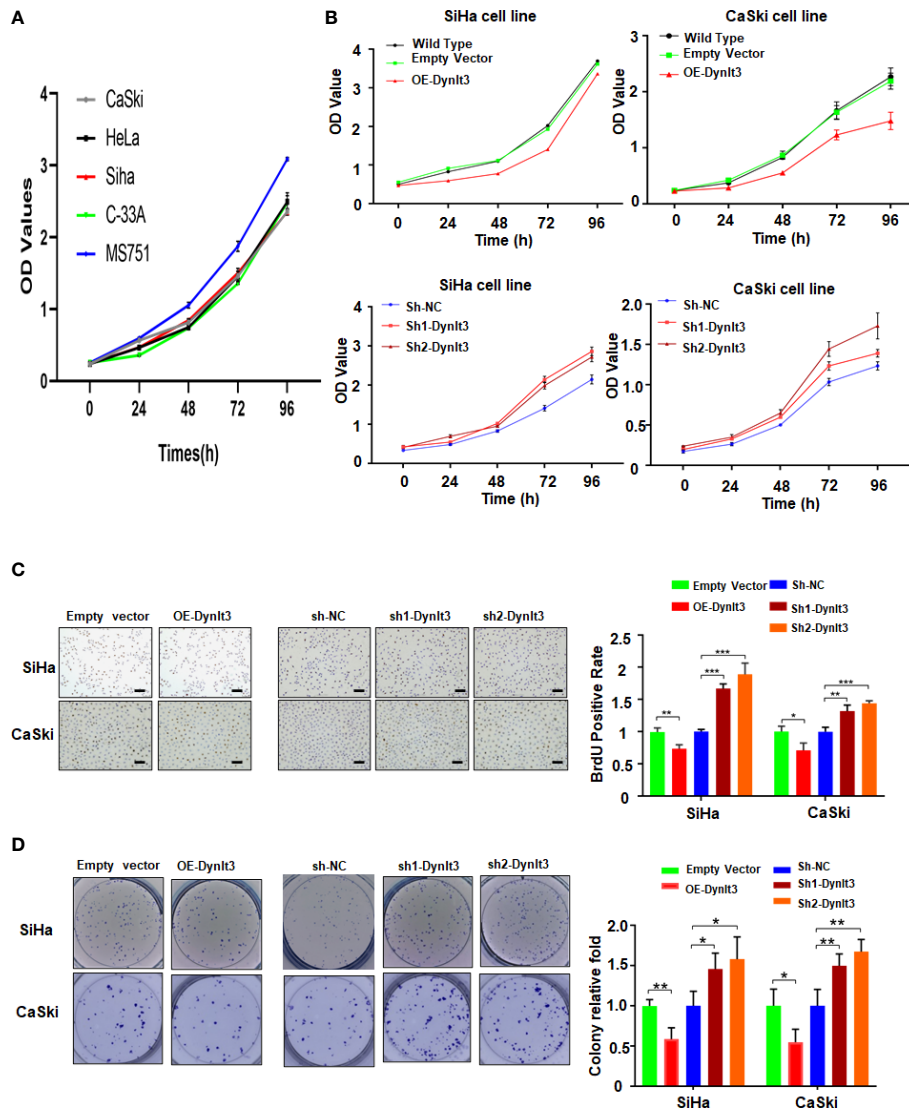 A
OD Values
4
3
2
1
0
CaSki
HeLa
Siha
C-33A
MS751
0 24 48 72 96
Times(h)
B
SiHa cell line
OD Value
4
3
2
1
0
Wild Type
Empty Vector
OE-Dynlt3
0 24 48 72 96
Time (h)
CaSki cell line
OD Value
3
2
1
0
Wild Type
Empty Vector
OE-Dynlt3
0 24 48 72 96
Time (h)
SiHa cell line
OD Value
4
3
2
1
0
Sh-NC
Sh1-Dynlt3
Sh2-Dynlt3
0 24 48 72 96
Time (h)
CaSki cell line
OD Value
2.0
1.5
1.0
0.5
0
Sh-NC
Sh1-Dynlt3
Sh2-Dynlt3
0 24 48 72 96
Time (h)
C
Empty vector OE-Dynlt3 sh-NC sh1-Dynlt3 sh2-Dynlt3
SiHa
CaSki
Empty Vector
OE-Dynlt3
Sh-NC
Sh1-Dynlt3
Sh2-Dynlt3
BrdU Positive Rate
2.5
2
1.5
1
0.5
0
** *** *** * ** ***
SiHa CaSki
D
Empty vector OE-Dynlt3 sh-NC sh1-Dynlt3 sh2-Dynlt3
SiHa
CaSki
Empty Vector
OE-Dynlt3
Sh-NC
Sh1-Dynlt3
Sh2-Dynlt3
Colony relative fold
2.0
1.5
1.0
0.5
0
** * * * ** **
SiHa CaSki